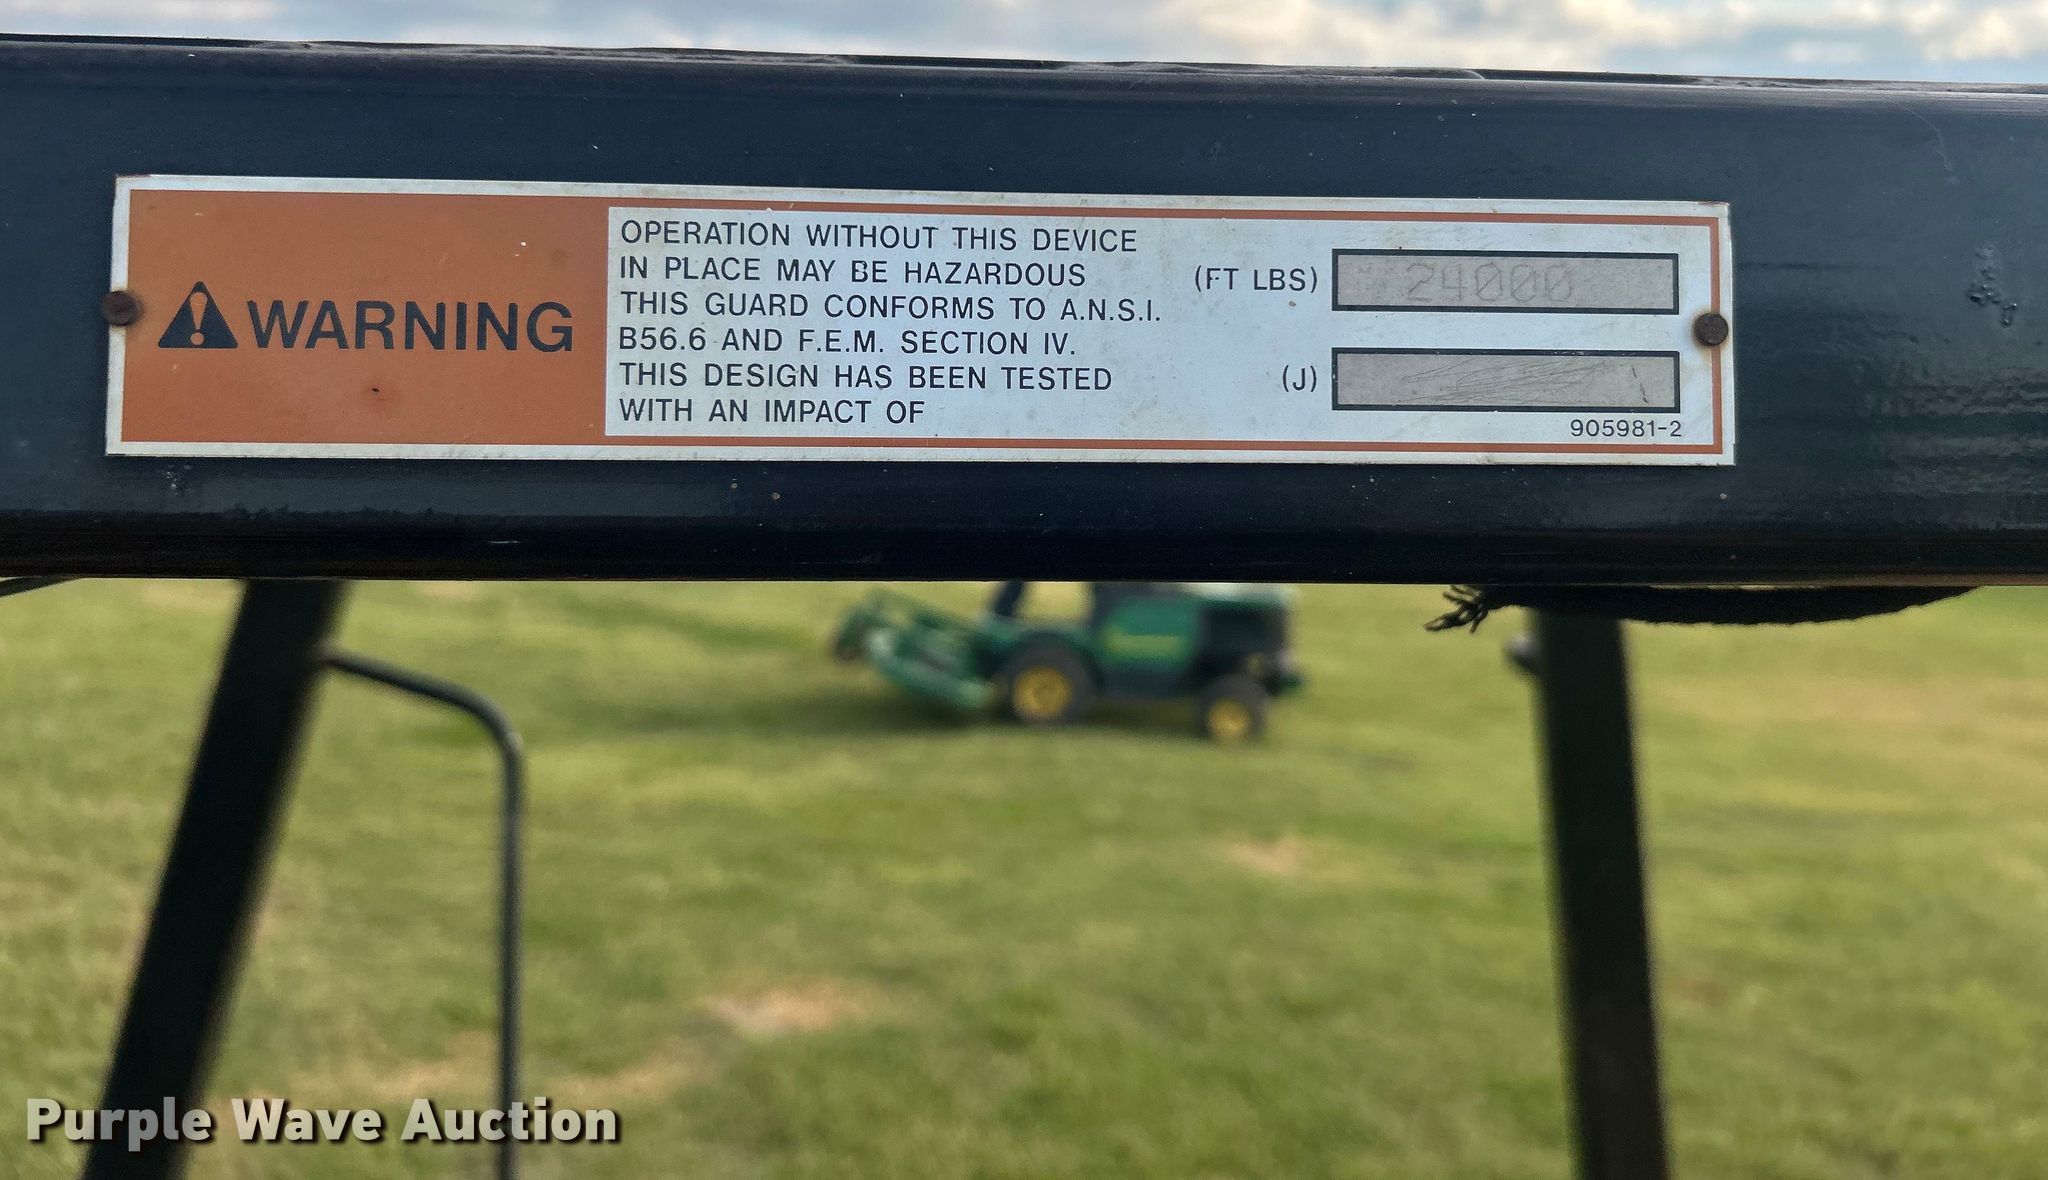 WARNING
OPERATION WITHOUT THIS DEVICE
IN PLACE MAY BE HAZARDOUS
THIS GUARD CONFORMS TO A.N.S.I.
B56.6 AND F.E.M. SECTION IV.
THIS DESIGN HAS BEEN TESTED
WITH AN IMPACT OF
(FT LBS) 24000
(J)
905981-2
Purple Wave Auction